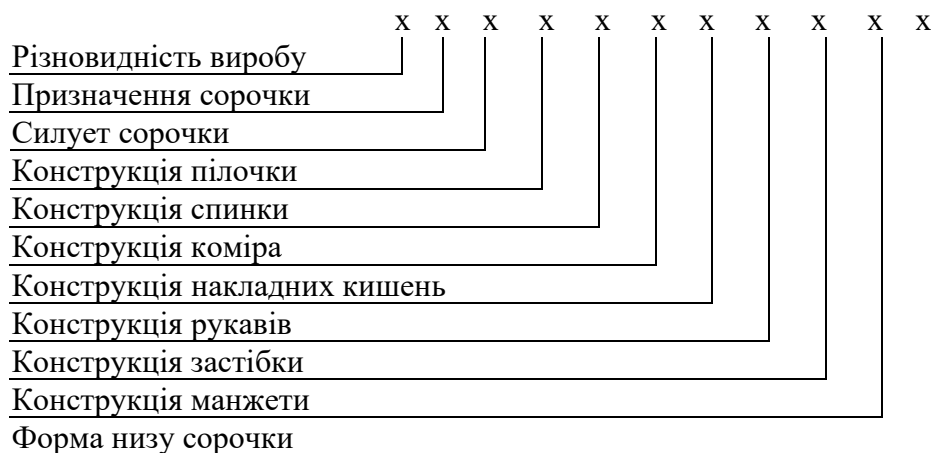 х х х х х х х х х х х
Різновидність виробу
Призначення сорочки
Силует сорочки
Конструкція пілочки
Конструкція спинки
Конструкція коміра
Конструкція накладних кишень
Конструкція рукавів
Конструкція застібки
Конструкція манжети
Форма низу сорочки